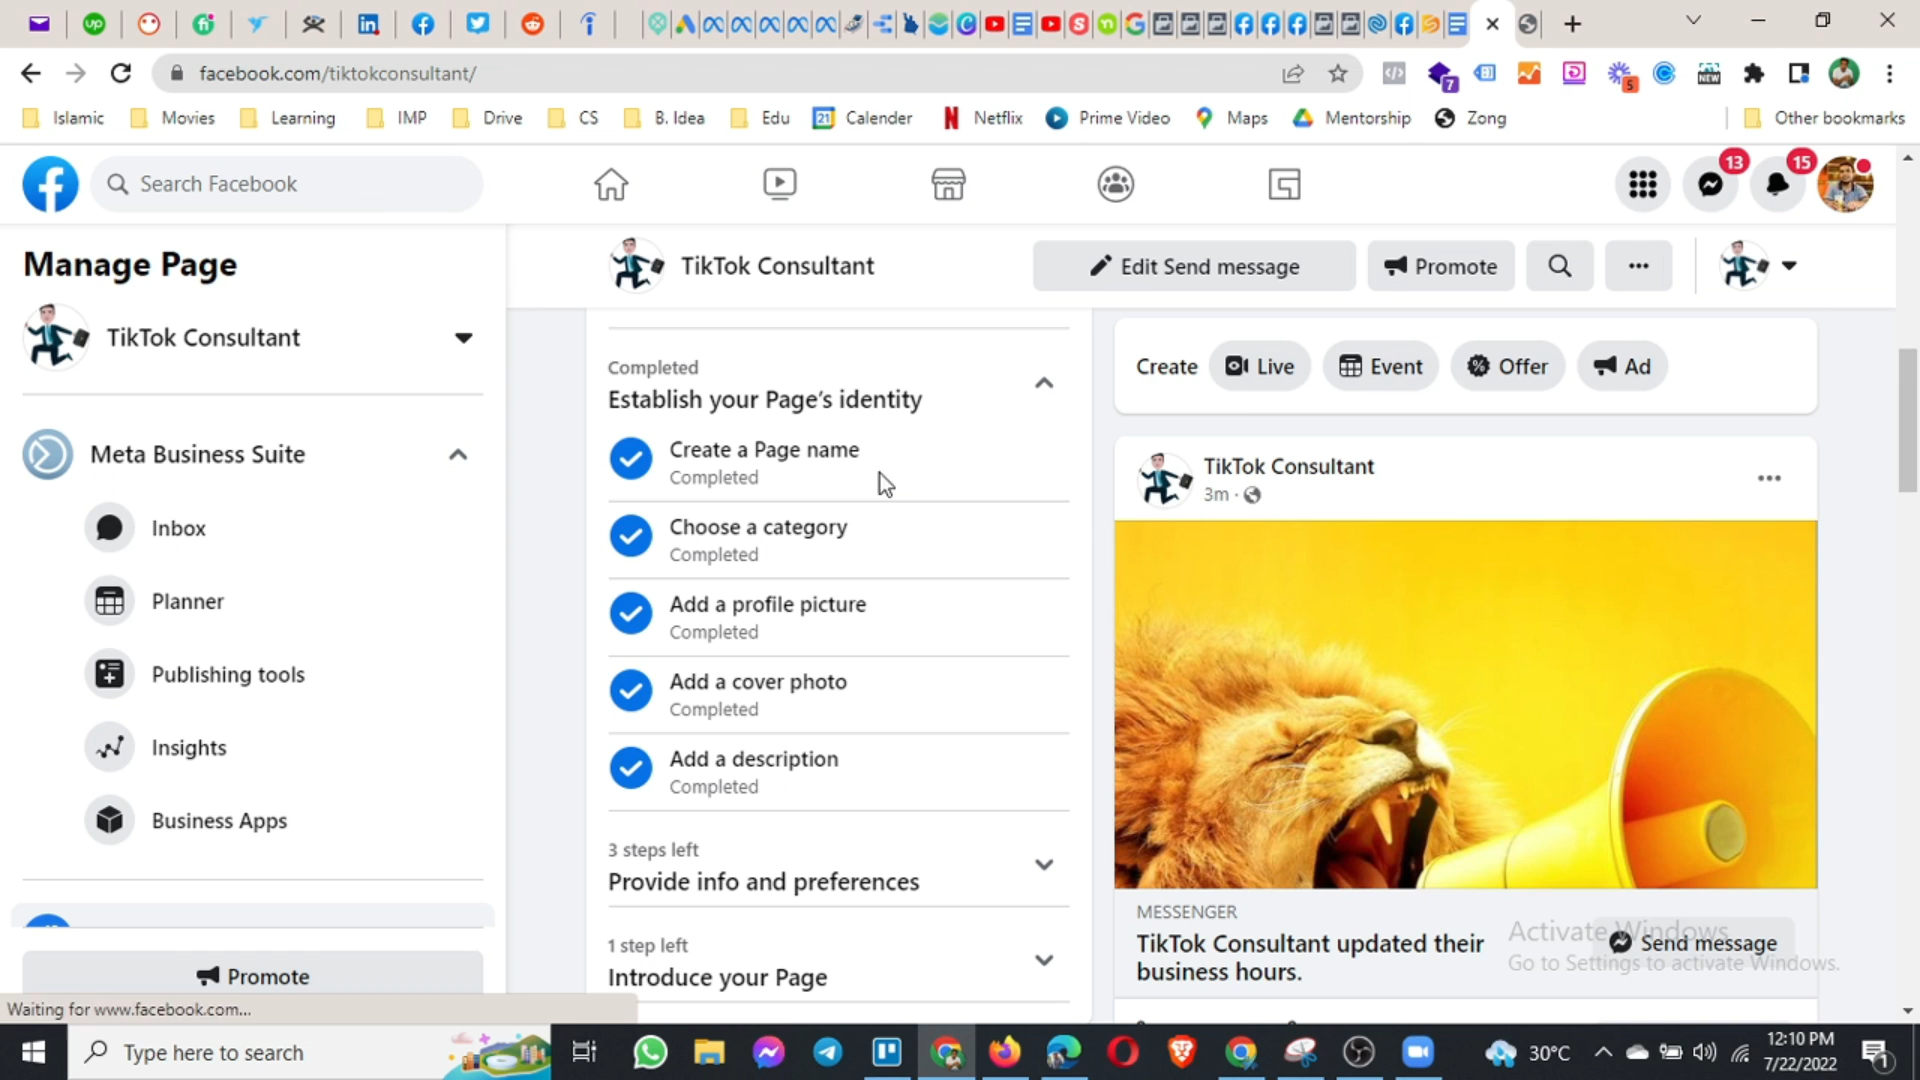 facebook.com/tiktokconsultant/
7
5
NEW
Islamic
Movies
Learning
IMP
Drive
CS
B. Idea
Edu
Calender
Netflix
Prime Video
Maps
Mentorship
Zong
Other bookmarks
Search Facebook
13
15
Manage Page
TikTok Consultant
Meta Business Suite
Inbox
Planner
Publishing tools
Insights
Business Apps
Promote
Waiting for www.facebook.com...
TikTok Consultant
Edit Send message
Promote
Completed
Establish your Page's identity
Create a Page name
Completed
Choose a category
Completed
Add a profile picture
Completed
Add a cover photo
Completed
Add a description
Completed
3 steps left
Provide info and preferences
1 step left
Introduce your Page
Create
Live
Event
Offer
Ad
TikTok Consultant
3m
MESSENGER
TikTok Consultant updated their
business hours.
Send message
Activate Windows
Go to Settings to activate Windows.
Type here to search
30°C
12:10 PM
7/22/2022
1